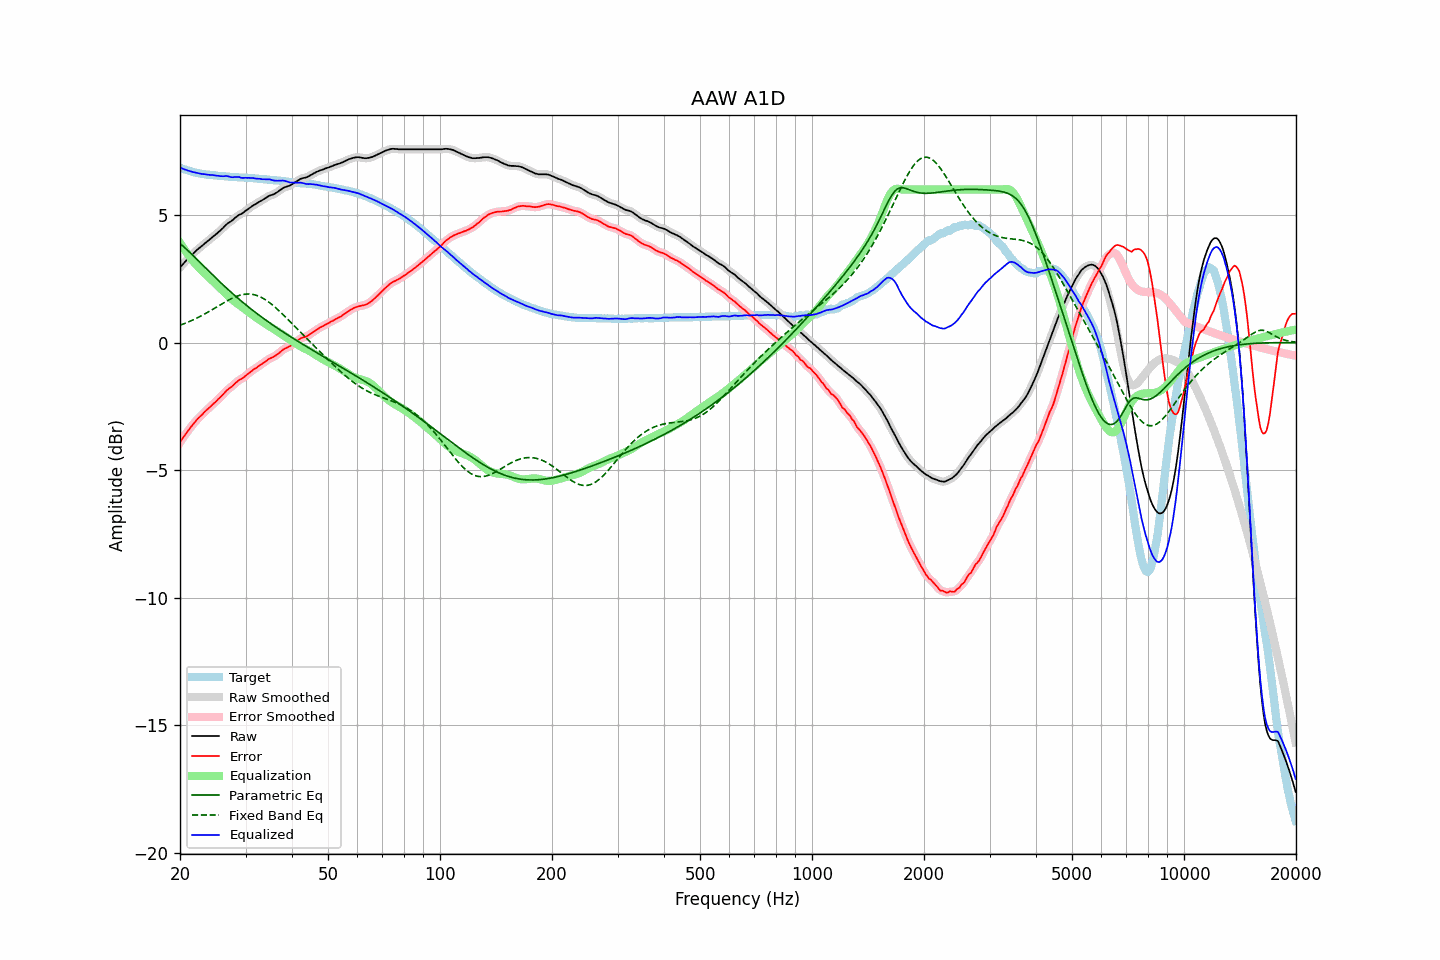 AAW A1D
Amplitude (dBr)
5
0
−5
−10
−15
−20
Target
Raw Smoothed
Error Smoothed
Raw
Error
Equalization
Parametric Eq
Fixed Band Eq
Equalized
20 50 100 200 500 1000 2000 5000 10000 20000
Frequency (Hz)